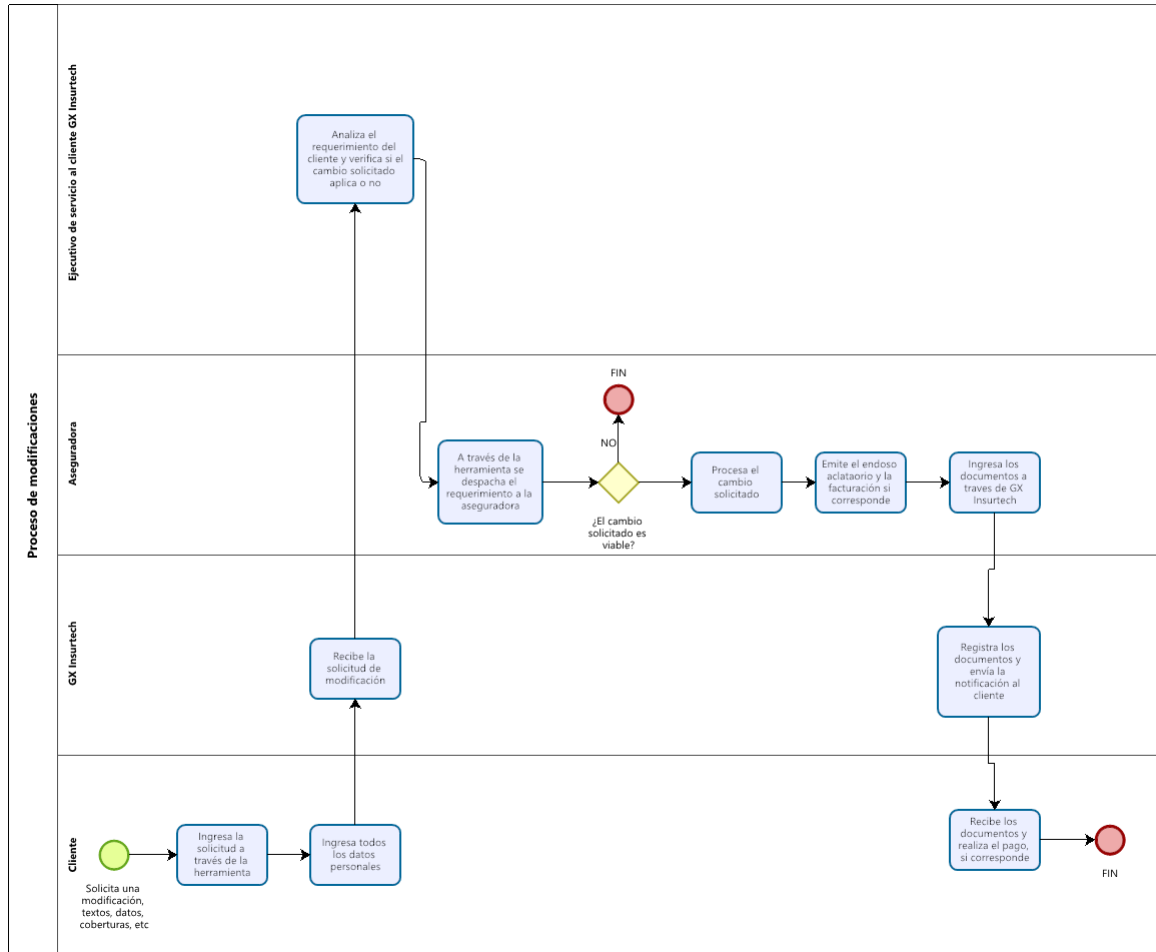 Proceso de modificaciones
Ejecutivo de servicio al cliente GX Insurtech
Analiza el
requerimiento del
cliente y verifica si el
cambio solicitado
aplica o no
Aseguradora
A través de la
herramienta se
despacha el
requerimiento a la
aseguradora
FIN
NO
¿El cambio
solicitado es
viable?
Procesa el
cambio
solicitado
Emite el endoso
aclataorio y la
facturación si
corresponde
Ingresa los
documentos a
traves de GX
Insurtech
GX Insurtech
Recibe la
solicitud de
modificación
Registra los
documentos y
envía la
notificación al
cliente
Cliente
Solicita una
modificación,
textos, datos,
coberturas, etc
Ingresa la
solicitud a
través de la
herramienta
Ingresa todos
los datos
personales
Recibe los
documentos y
realiza el pago,
si corresponde
FIN